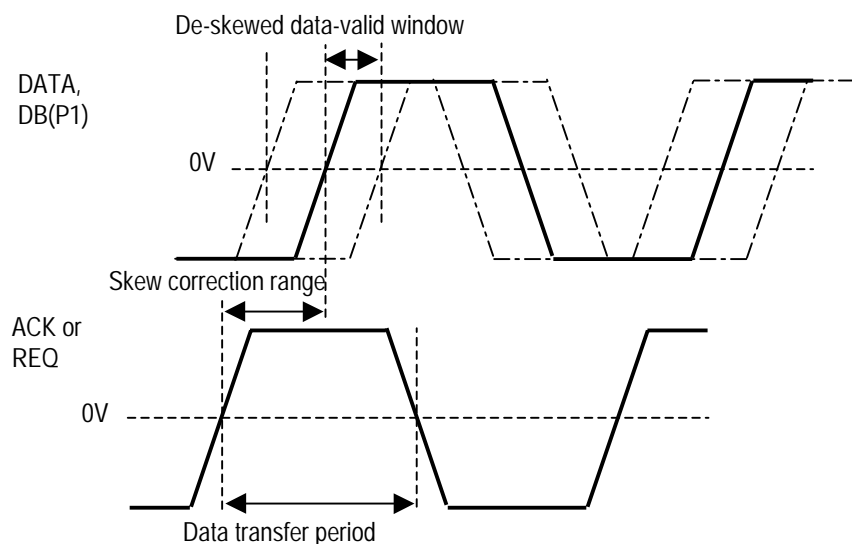 De-skewed data-valid window
DATA,
DB(P1)
0V
Skew correction range
ACK or
REQ
0V
Data transfer period